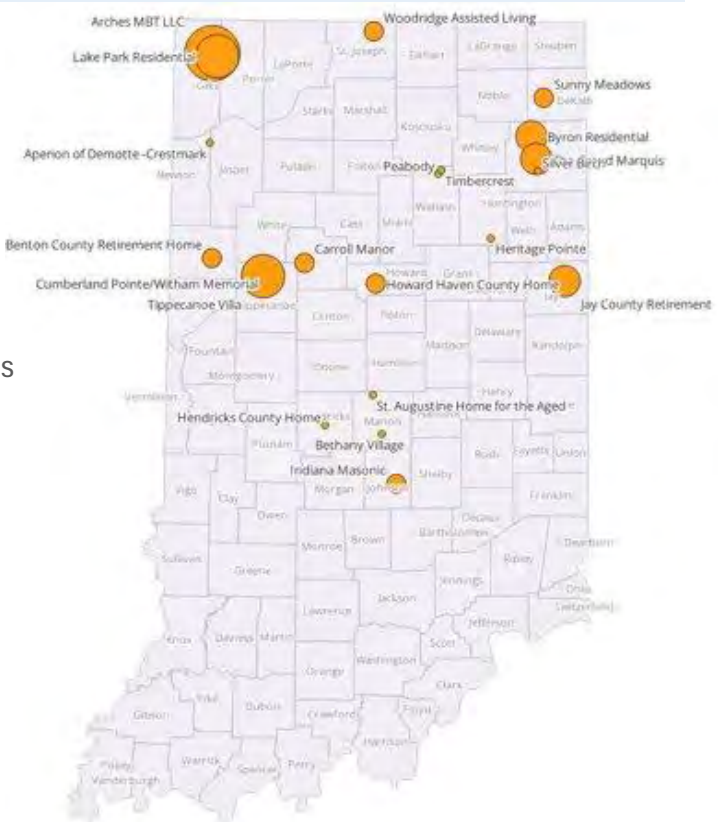 Arches MBT LLC
Woodridge Assisted Living
St. Joseph
Elkhart
LaGrange
Steuben
Lake Park Residential
LaPorte
Porter
Sunny Meadows
Noble
DeKalb
Starke
Marshall
Kosciusko
Byron Residential
Whitley
Marquis
Aperion of Demotte -Crestmark
Newton
Jasper
Pulaski
Fulton
Peabody
Timbercrest
Wabash
Huntington
White
Cass
Miami
Wells
Adams
Heritage Pointe
Benton County Retirement Home
Carroll Manor
Howard
Grant
Cumberland Pointe/Witham Memorial
Howard Haven County Home
Jay
Tippecanoe Villa
Jay County Retirement
Clinton
Tipton
Delaware
Madison
Randolph
Fountain
Boone
Hamilton
s
Montgomery
Henry
St. Augustine Home for the Aged
Hendricks County Home
Marion
Bethany Village
Putnam
Rush
Fayette
Union
Indiana Masonic
Shelby
Vigo
Clay
Morgan
Franklin
Owen
Decatur
Monroe
Brown
Bartholomew
Dearborn
Sullivan
Greene
Ripley
Jennings
Jackson
Ohio
Switzerland
Lawrence
Jefferson
Knox
Daviess
Martin
Scott
Washington
Orange
Clark
Pike
Gibson
Dubois
Crawford
Floyd
Harrison
Posey
Warrick
Spencer
Perry
Vanderburgh